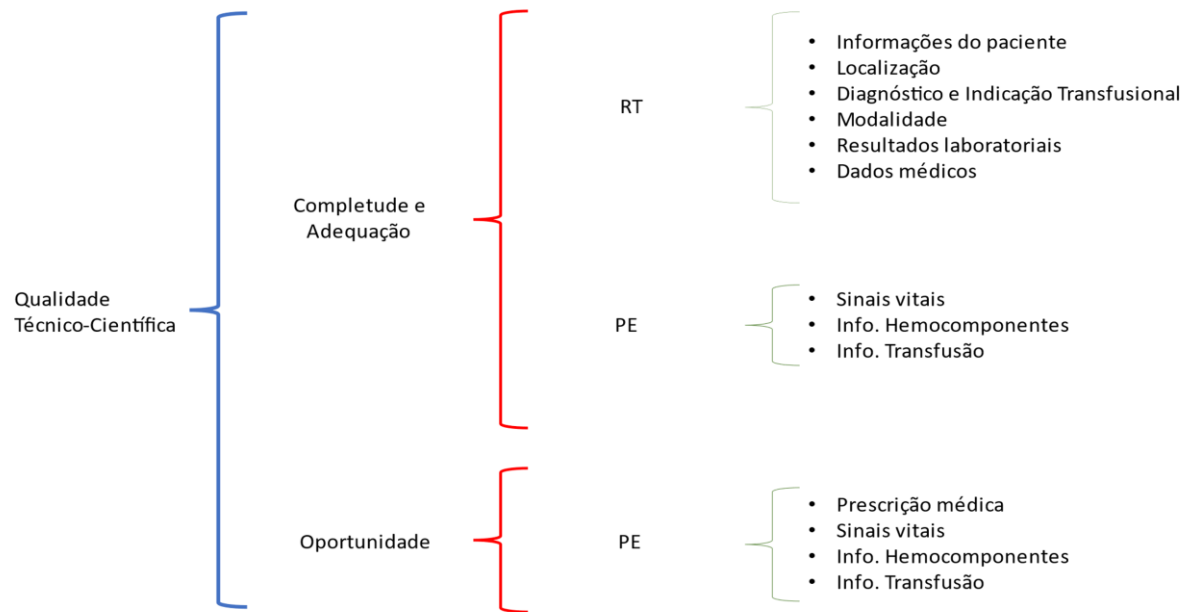 Qualidade
Técnico-Científica
Completude e
Adequação
RT
• Informações do paciente
• Localização
• Diagnóstico e Indicação Transfusional
• Modalidade
• Resultados laboratoriais
• Dados médicos
PE
• Sinais vitais
• Info. Hemocomponentes
• Info. Transfusão
Oportunidade
PE
• Prescrição médica
• Sinais vitais
• Info. Hemocomponentes
• Info. Transfusão